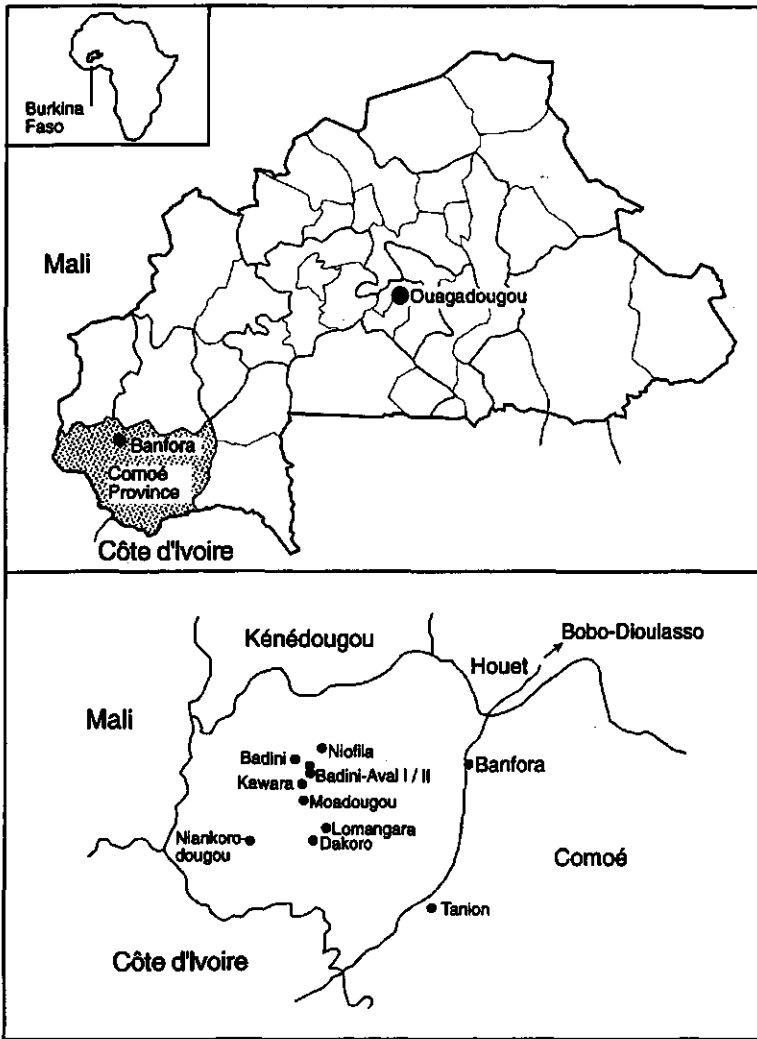 Burkina
Faso
Mali
Ouagadougou
Banfora
Comoé
Province
Côte d'Ivoire
Kénédougou
Bobo-Dioulasso
Houet
Mali
Niofila
Badini
Badini-Aval I / II
Banfora
Kawara
Moadougou
Lomangara
Niankoro-
dougou
Dakoro
Comoé
Tanion
Côte d'Ivoire